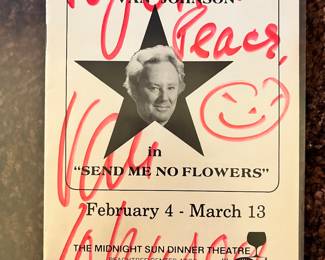 VAN JOHNSON
Peace,
in
"SEND ME NO FLOWERS"
Van
February 4 - March 13
Johnson
THE MIDNIGHT SUN DINNER THEATRE